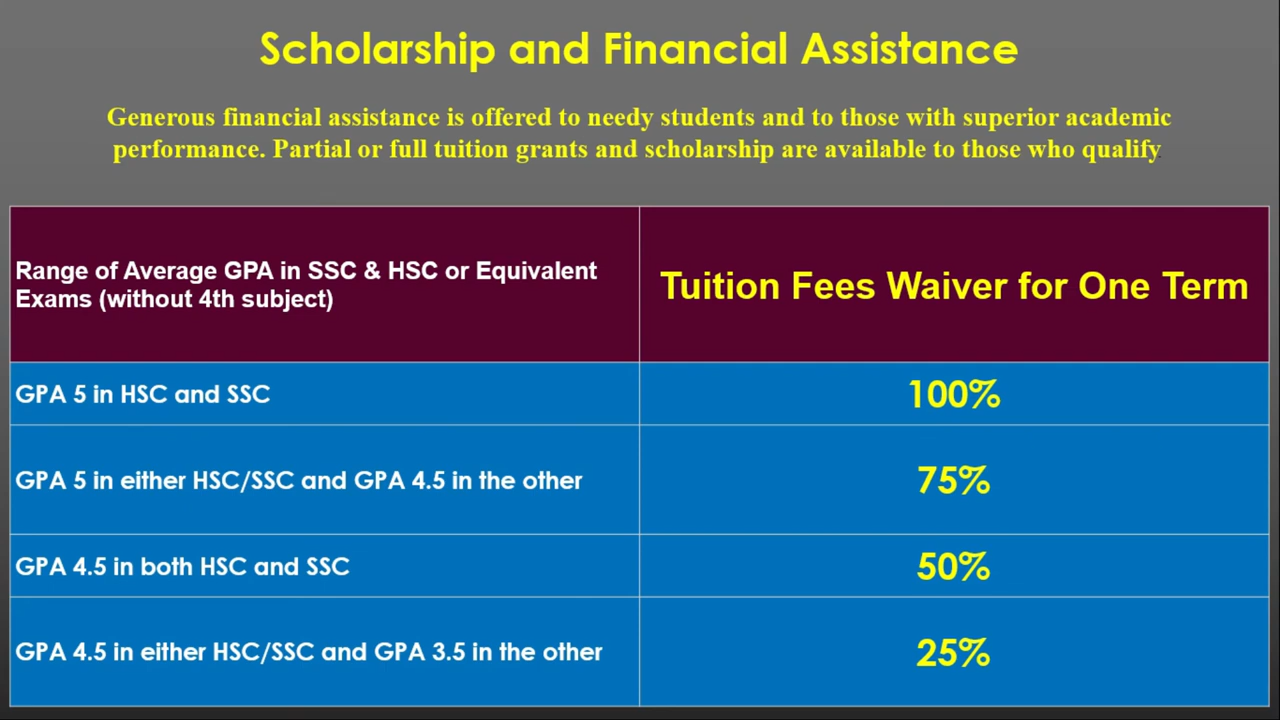 Scholarship and Financial Assistance
Generous financial assistance is offered to needy students and to those with superior academic
performance. Partial or full tuition grants and scholarship are available to those who qualify.
Range of Average GPA in SSC & HSC or Equivalent
Exams (without 4th subject)
Tuition Fees Waiver for One Term
GPA 5 in HSC and SSC
100%
GPA 5 in either HSC/SSC and GPA 4.5 in the other
75%
GPA 4.5 in both HSC and SSC
50%
GPA 4.5 in either HSC/SSC and GPA 3.5 in the other
25%